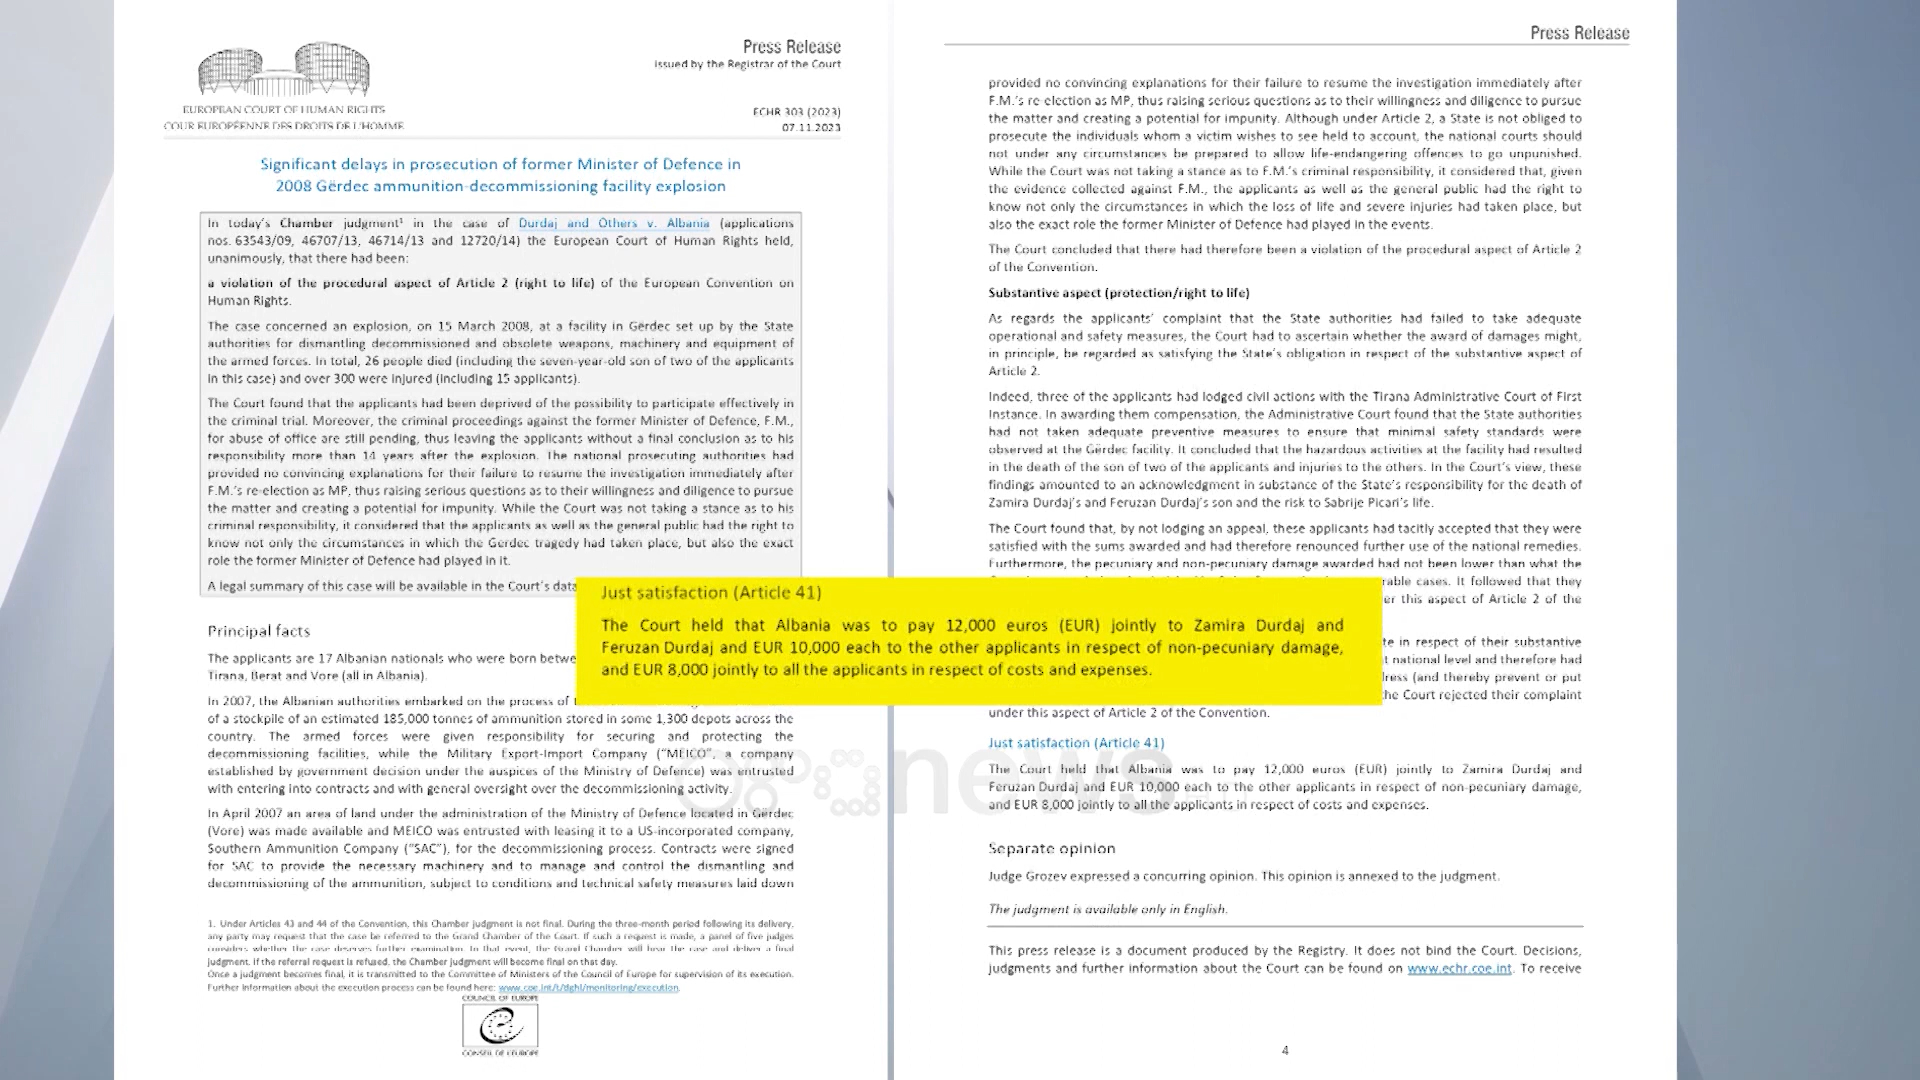 EUROPEAN COURT OF HUMAN RIGHTS
COUR EUROPÉENNE DES DROITS DE L'HOMME
Press Release
issued by the Registrar of the Court
ECHR 303 (2023)
07.11.2023
Significant delays in prosecution of former Minister of Defence in
2008 Gërdec ammunition-decommissioning facility explosion
In today's Chamber judgment¹ in the case of Durdaj and Others v. Albania (applications
nos. 63543/09, 46707/13, 46714/13 and 12720/14) the European Court of Human Rights held,
unanimously, that there had been:
a violation of the procedural aspect of Article 2 (right to life) of the European Convention on
Human Rights.
The case concerned an explosion, on 15 March 2008, at a facility in Gërdec set up by the State
authorities for dismantling decommissioned and obsolete weapons, machinery and equipment of
the armed forces. In total, 26 people died (including the seven-year-old son of two of the applicants
in this case) and over 300 were injured (including 15 applicants).
The Court found that the applicants had been deprived of the possibility to participate effectively in
the criminal trial. Moreover, the criminal proceedings against the former Minister of Defence, F.M.,
for abuse of office are still pending, thus leaving the applicants without a final conclusion as to his
responsibility more than 14 years after the explosion. The national prosecuting authorities had
provided no convincing explanations for their failure to resume the investigation immediately after
F.M.'s re-election as MP, thus raising serious questions as to their willingness and diligence to pursue
the matter and creating a potential for impunity. While the Court was not taking a stance as to his
criminal responsibility, it considered that the applicants as well as the general public had the right to
know not only the circumstances in which the Gërdec tragedy had taken place, but also the exact
role the former Minister of Defence had played in it.
A legal summary of this case will be available in the Court's data
Principal facts
The applicants are 17 Albanian nationals who were born betwe
Tirana, Berat and Vore (all in Albania).
In 2007, the Albanian authorities embarked on the process of
of a stockpile of an estimated 185,000 tonnes of ammunition stored in some 1,300 depots across the
country. The armed forces were given responsibility for securing and protecting the
decommissioning facilities, while the Military Export-Import Company ("MEICO", a company
established by government decision under the auspices of the Ministry of Defence) was entrusted
with entering into contracts and with general oversight over the decommissioning activity.
In April 2007 an area of land under the administration of the Ministry of Defence located in Gërdec
(Vore) was made available and MEICO was entrusted with leasing it to a US-incorporated company,
Southern Ammunition Company ("SAC"), for the decommissioning process. Contracts were signed
for SAC to provide the necessary machinery and to manage and control the dismantling and
decommissioning of the ammunition, subject to conditions and technical safety measures laid down
1. Under Articles 43 and 44 of the Convention, this Chamber judgment is not final. During the three-month period following its delivery,
any party may request that the case be referred to the Grand Chamber of the Court. If such a request is made, a panel of five judges
considers whether the case deserves further examination. In that event, the Grand Chamber will hear the case and deliver a final
judgment. If the referral request is refused, the Chamber judgment will become final on that day.
Once a judgment becomes final, it is transmitted to the Committee of Ministers of the Council of Europe for supervision of its execution.
Further information about the execution process can be found here: www.coe.int/t/dghl/monitoring/execution.
COUNCIL OF EUROPE
CONSEIL DE L'EUROPE
Press Release
provided no convincing explanations for their failure to resume the investigation immediately after
F.M.'s re-election as MP, thus raising serious questions as to their willingness and diligence to pursue
the matter and creating a potential for impunity. Although under Article 2, a State is not obliged to
prosecute the individuals whom a victim wishes to see held to account, the national courts should
not under any circumstances be prepared to allow life-endangering offences to go unpunished.
While the Court was not taking a stance as to F.M.'s criminal responsibility, it considered that, given
the evidence collected against F.M., the applicants as well as the general public had the right to
know not only the circumstances in which the loss of life and severe injuries had taken place, but
also the exact role the former Minister of Defence had played in the events.
The Court concluded that there had therefore been a violation of the procedural aspect of Article 2
of the Convention.
Substantive aspect (protection/right to life)
As regards the applicants' complaint that the State authorities had failed to take adequate
operational and safety measures, the Court had to ascertain whether the award of damages might,
in principle, be regarded as satisfying the State's obligation in respect of the substantive aspect of
Article 2.
Indeed, three of the applicants had lodged civil actions with the Tirana Administrative Court of First
Instance. In awarding them compensation, the Administrative Court found that the State authorities
had not taken adequate preventive measures to ensure that minimal safety standards were
observed at the Gërdec facility. It concluded that the hazardous activities at the facility had resulted
in the death of the son of two of the applicants and injuries to the others. In the Court's view, these
findings amounted to an acknowledgment in substance of the State's responsibility for the death of
Zamira Durdaj's and Feruzan Durdaj's son and the risk to Sabrije Picari's life.
The Court found that, by not lodging an appeal, these applicants had tacitly accepted that they were
satisfied with the sums awarded and had therefore renounced further use of the national remedies.
Furthermore, the pecuniary and non-pecuniary damage awarded had not been lower than what the
rable cases. It followed that they
er this aspect of Article 2 of the
te in respect of their substantive
t national level and therefore had
dress (and thereby prevent or put
he Court rejected their complaint
under this aspect of Article 2 of the Convention.
Just satisfaction (Article 41)
The Court held that Albania was to pay 12,000 euros (EUR) jointly to Zamira Durdaj and
Feruzan Durdaj and EUR 10,000 each to the other applicants in respect of non-pecuniary damage,
and EUR 8,000 jointly to all the applicants in respect of costs and expenses.
Separate opinion
Judge Grozev expressed a concurring opinion. This opinion is annexed to the judgment.
The judgment is available only in English.
This press release is a document produced by the Registry. It does not bind the Court. Decisions,
judgments and further information about the Court can be found on www.echr.coe.int. To receive
4
Just satisfaction (Article 41)
The Court held that Albania was to pay 12,000 euros (EUR) jointly to Zamira Durdaj and
Feruzan Durdaj and EUR 10,000 each to the other applicants in respect of non-pecuniary damage,
and EUR 8,000 jointly to all the applicants in respect of costs and expenses.
news